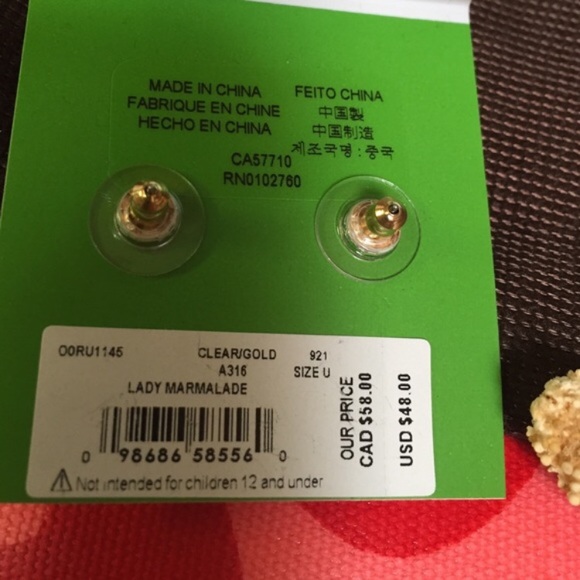 MADE IN CHINA
FABRIQUE EN CHINE
HECHO EN CHINA
FEITO CHINA
中国製
中国制造
제조국명 : 중국
CA57710
RN0102760
O0RU1145
CLEAR/GOLD 921
A316 SIZE U
LADY MARMALADE
0 98686 58556 0
⚠ Not intended for children 12 and under
OUR PRICE
CAD $58.00
USD $48.00